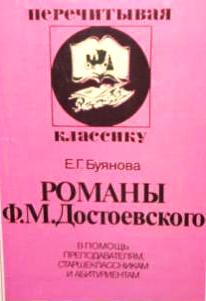 перечитывая
классику
Е.Г. Буянова
РОМАНЫ
Ф.М. Достоевского
В ПОМОЩЬ
ПРЕПОДАВАТЕЛЯМ,
СТАРШЕКЛАССНИКАМ
И АБИТУРИЕНТАМ